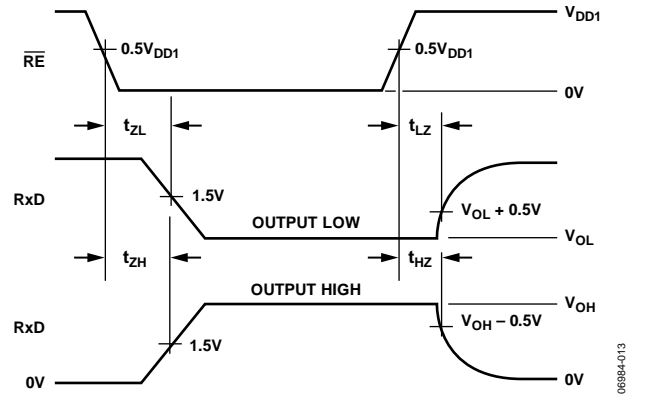 V_DD1
0.5V_DD1
0.5V_DD1
RE
0V
t_ZL
t_LZ
RxD
1.5V
V_OL + 0.5V
OUTPUT LOW
V_OL
t_ZH
t_HZ
OUTPUT HIGH
V_OH
RxD
V_OH – 0.5V
1.5V
0V
0V
06984-013